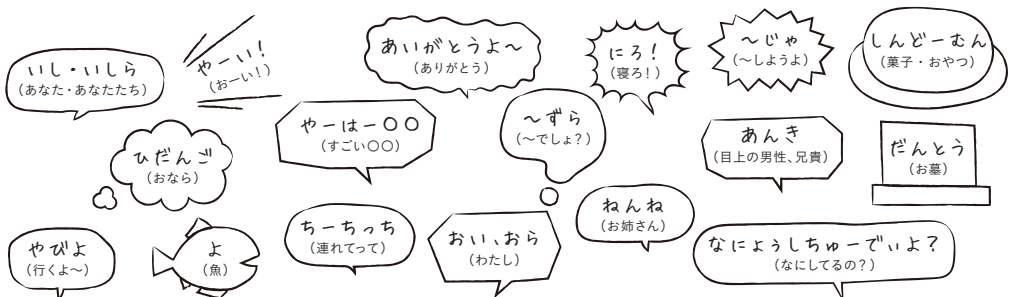 いし・いしら
(あなた・あなたたち)
やーい!
(おーい!)
あいがとうよ～
(ありがとう)
にろ!
(寝ろ!)
～じゃ
(～しようよ)
しんどーむん
(菓子・おやつ)
ひだんご
(おなら)
やーはー〇〇
(すごい〇〇)
～ずら
(～でしょ?)
あんき
(目上の男性、兄貴)
だんとう
(お墓)
やびよ
(行くよ～)
よ
(魚)
ちーちっち
(連れてって)
おい、おら
(わたし)
ねんね
(お姉さん)
なにょうしちゅーでぃよ?
(なにしてるの?)